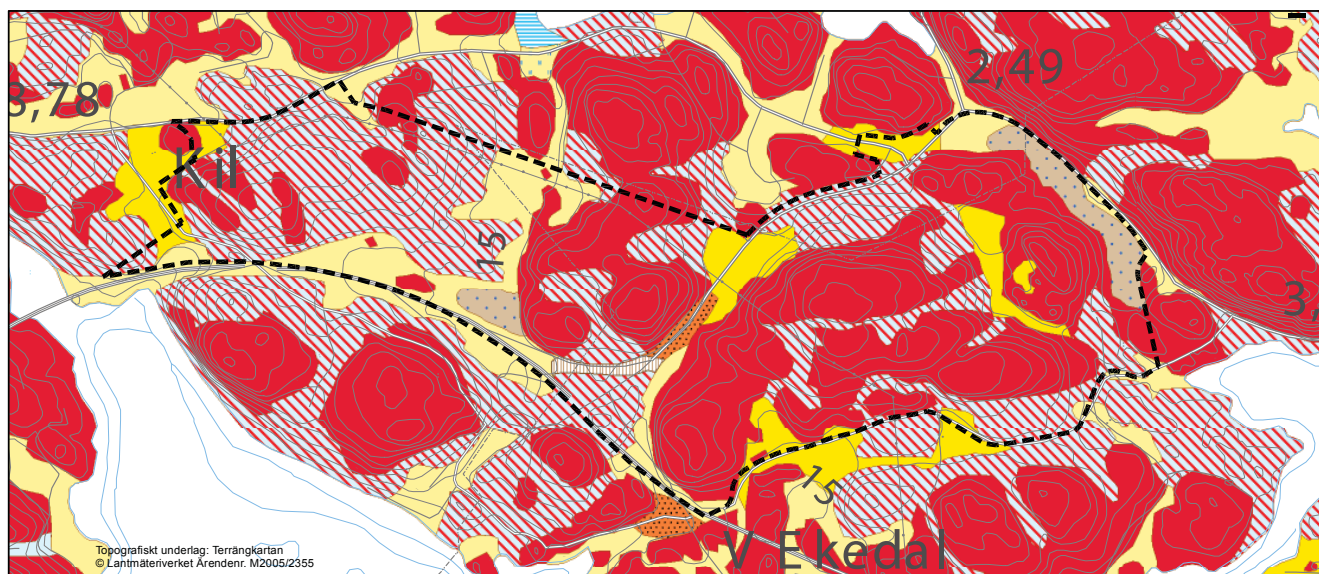 2,49
3,78
Kil
15
3,
15
V Ekedal
Topografiskt underlag: Terrängkartan
© Lantmäteriverket Ärendenr. M2005/2355